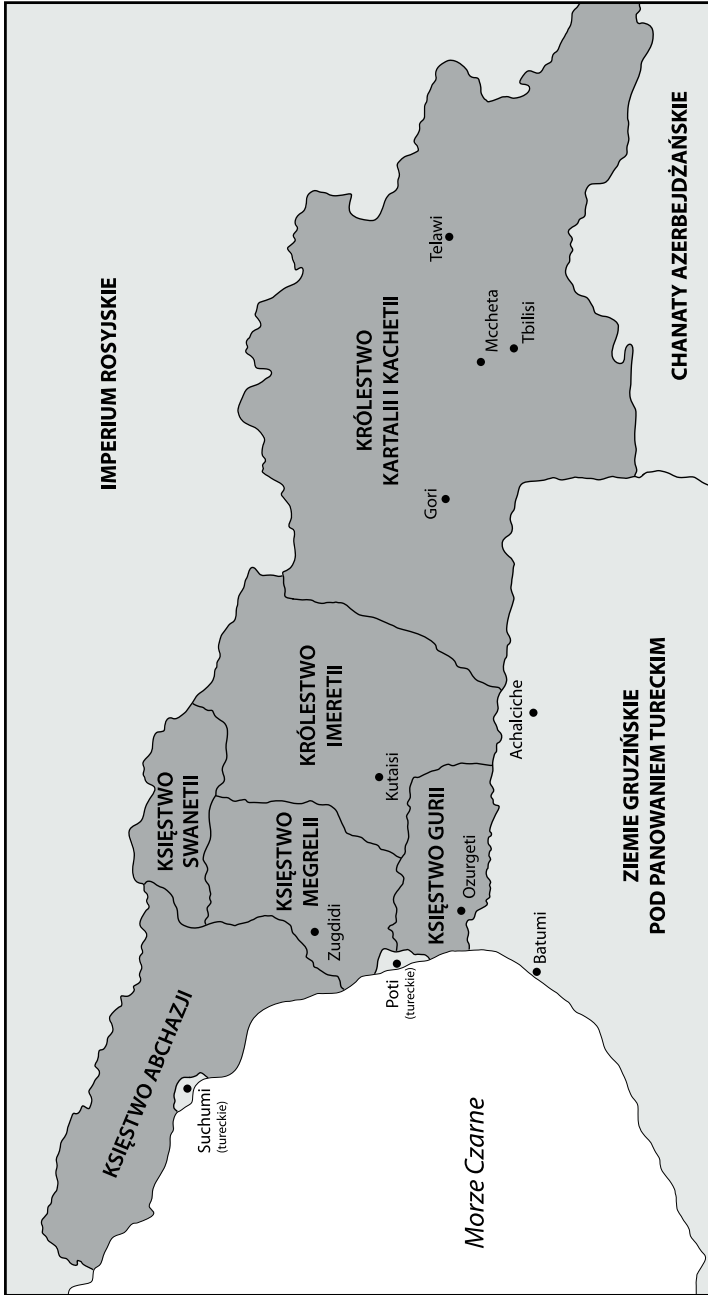 IMPERIUM ROSYJSKIE
KSIĘSTWO ABCHAZJI
KSIĘSTWO
SWANETII
Suchumi
(tureckie)
KSIĘSTWO
MEGRELII
Zugdidi
KRÓLESTWO
IMERETII
Kutaisi
KRÓLESTWO
KARTALII I KACHETII
Gori
Telawi
Mccheta
Tbilisi
Poti
(tureckie)
KSIĘSTWO GURII
Ozurgeti
Morze Czarne
Batumi
Achalciche
ZIEMIE GRUZIŃSKIE
POD PANOWANIEM TURECKIM
CHANATY AZERBEJDŻAŃSKIE